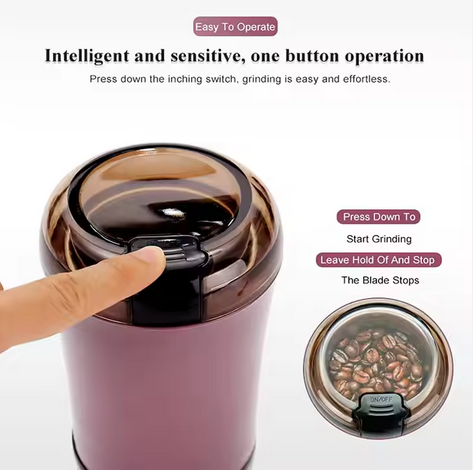 Easy To Operate
Intelligent and sensitive, one button operation
Press down the inching switch, grinding is easy and effortless.
Press Down To
Start Grinding
Leave Hold Of And Stop
The Blade Stops
ON/OFF